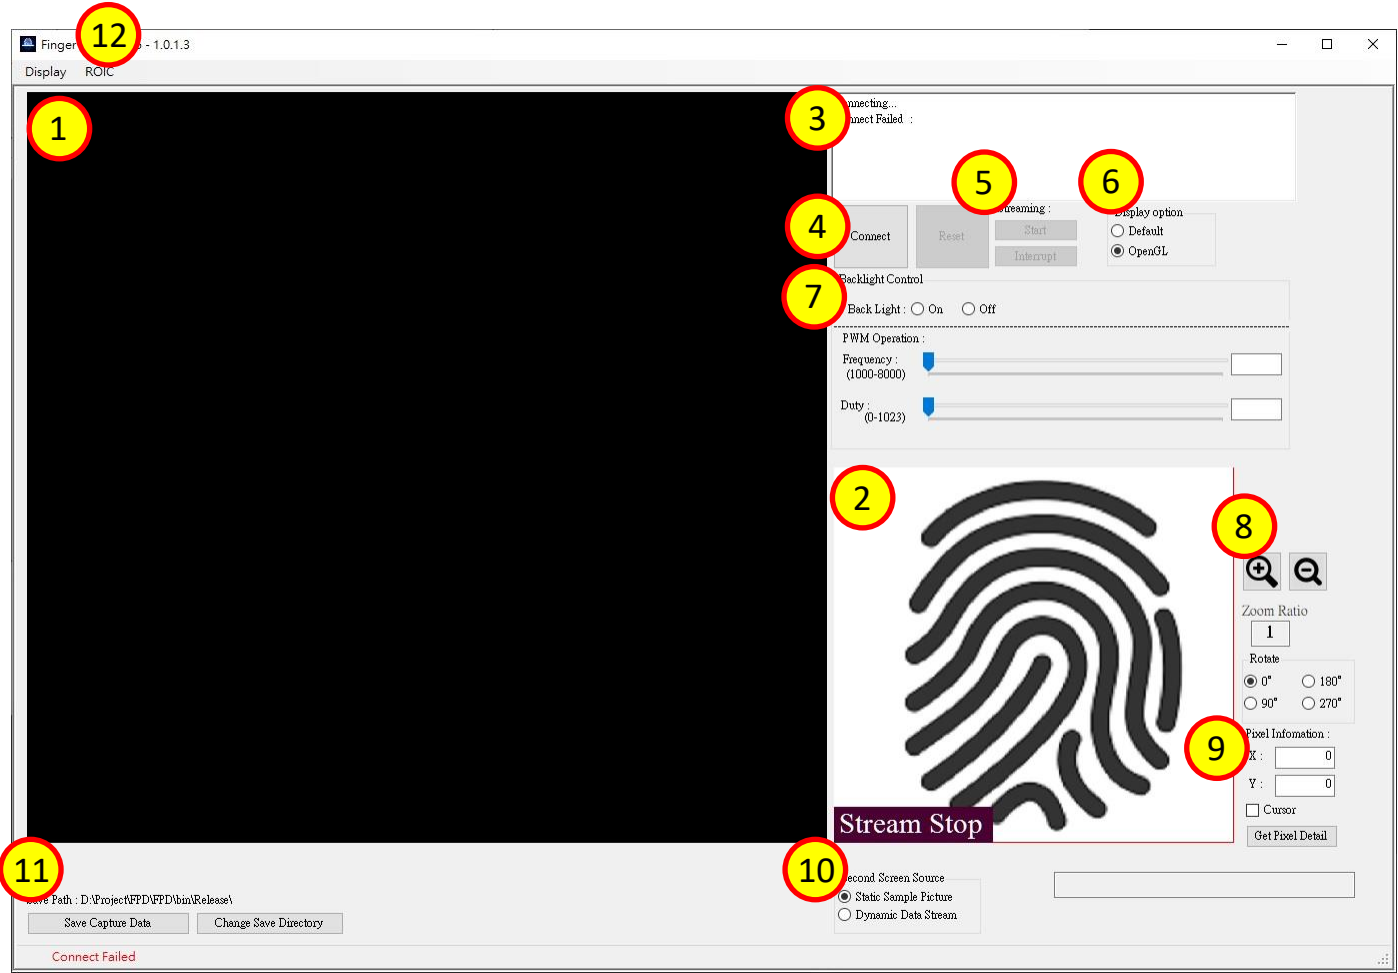 12
Finger - 1.0.1.3
Display ROIC
1
3
nnecting...
nnect Failed :
5
6
4
Connect
Reset
treaming :
Start
Interrupt
Display option
Default
OpenGL
7
Backlight Control
Back Light : On Off
PWM Operation :
Frequency :
(1000-8000)
Duty :
(0-1023)
2
8
Zoom Ratio
1
Rotate
0° 180°
90° 270°
9
Pixel Infomation :
X : 0
Y : 0
Cursor
Get Pixel Detail
Stream Stop
11
10
Save Path : D:\Project\FPD\FPD\bin\Release\
Save Capture Data
Change Save Directory
Second Screen Source
Static Sample Picture
Dynamic Data Stream
Connect Failed